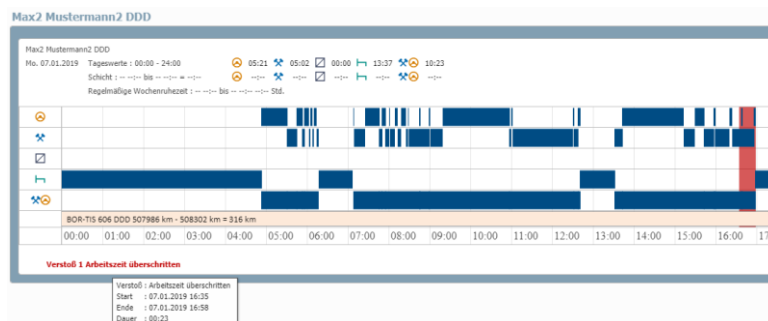 Max2 Mustermann2 DDD
Max2 Mustermann2 DDD
Mo. 07.01.2019 Tageswerte : 00:00 - 24:00 05:21 05:02 00:00 13:37 10:23
Schicht : -- --:-- bis -- --:-- = --:-- --:-- --:-- --:-- --:-- --:--
Regelmäßige Wochenruhezeit : -- --:-- bis -- --:-- --:-- Std.
BOR-TIS 606 DDD 507986 km - 508302 km = 316 km
00:00 01:00 02:00 03:00 04:00 05:00 06:00 07:00 08:00 09:00 10:00 11:00 12:00 13:00 14:00 15:00 16:00 17
Verstoß 1 Arbeitszeit überschritten
Verstoß : Arbeitszeit überschritten
Start : 07.01.2019 16:35
Ende : 07.01.2019 16:58
Dauer : 00:23